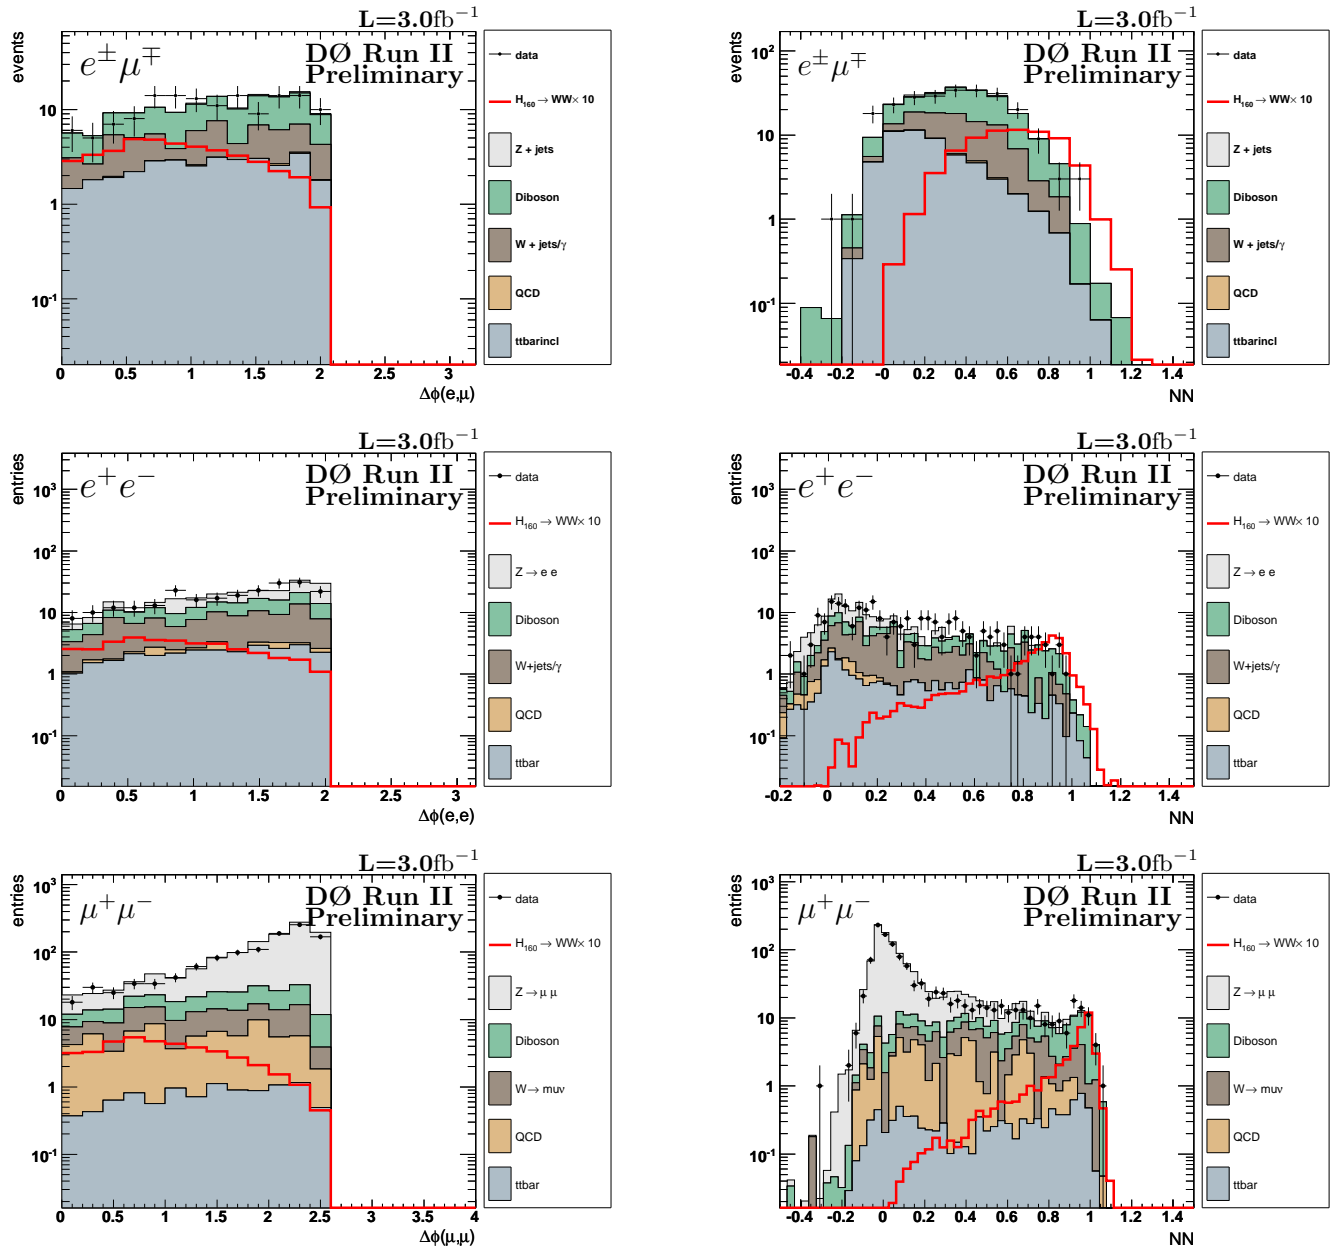 L=3.0fb⁻¹
events
10
1
10⁻¹
e±μ∓
DØ Run II
Preliminary
0 0.5 1 1.5 2 2.5 3
Δϕ(e,μ)
data
H₁₆₀ → WW× 10
Z + jets
Diboson
W + jets/γ
QCD
ttbarincl
L=3.0fb⁻¹
events
10²
10
1
10⁻¹
e±μ∓
DØ Run II
Preliminary
-0.4 -0.2 0 0.2 0.4 0.6 0.8 1 1.2 1.4
NN
data
H₁₆₀ → WW× 10
Z + jets
Diboson
W + jets/γ
QCD
ttbarincl
L=3.0fb⁻¹
entries
10³
10²
10
1
10⁻¹
e⁺e⁻
DØ Run II
Preliminary
0 0.5 1 1.5 2 2.5 3
Δϕ(e,e)
data
H₁₆₀ → WW× 10
Z → e e
Diboson
W+jets/γ
QCD
ttbar
L=3.0fb⁻¹
entries
10³
10²
10
1
10⁻¹
e⁺e⁻
DØ Run II
Preliminary
-0.2 0 0.2 0.4 0.6 0.8 1 1.2 1.4
NN
data
H₁₆₀ → WW× 10
Z → e e
Diboson
W+jets/γ
QCD
ttbar
L=3.0fb⁻¹
entries
10³
10²
10
1
10⁻¹
μ⁺μ⁻
DØ Run II
Preliminary
0 0.5 1 1.5 2 2.5 3 3.5 4
Δϕ(μ,μ)
data
H₁₆₀ → WW× 10
Z → μ μ
Diboson
W → muν
QCD
ttbar
L=3.0fb⁻¹
entries
10³
10²
10
1
10⁻¹
μ⁺μ⁻
DØ Run II
Preliminary
-0.4 -0.2 0 0.2 0.4 0.6 0.8 1 1.2 1.4
NN
data
H₁₆₀ → WW× 10
Z → μ μ
Diboson
W → muν
QCD
ttbar